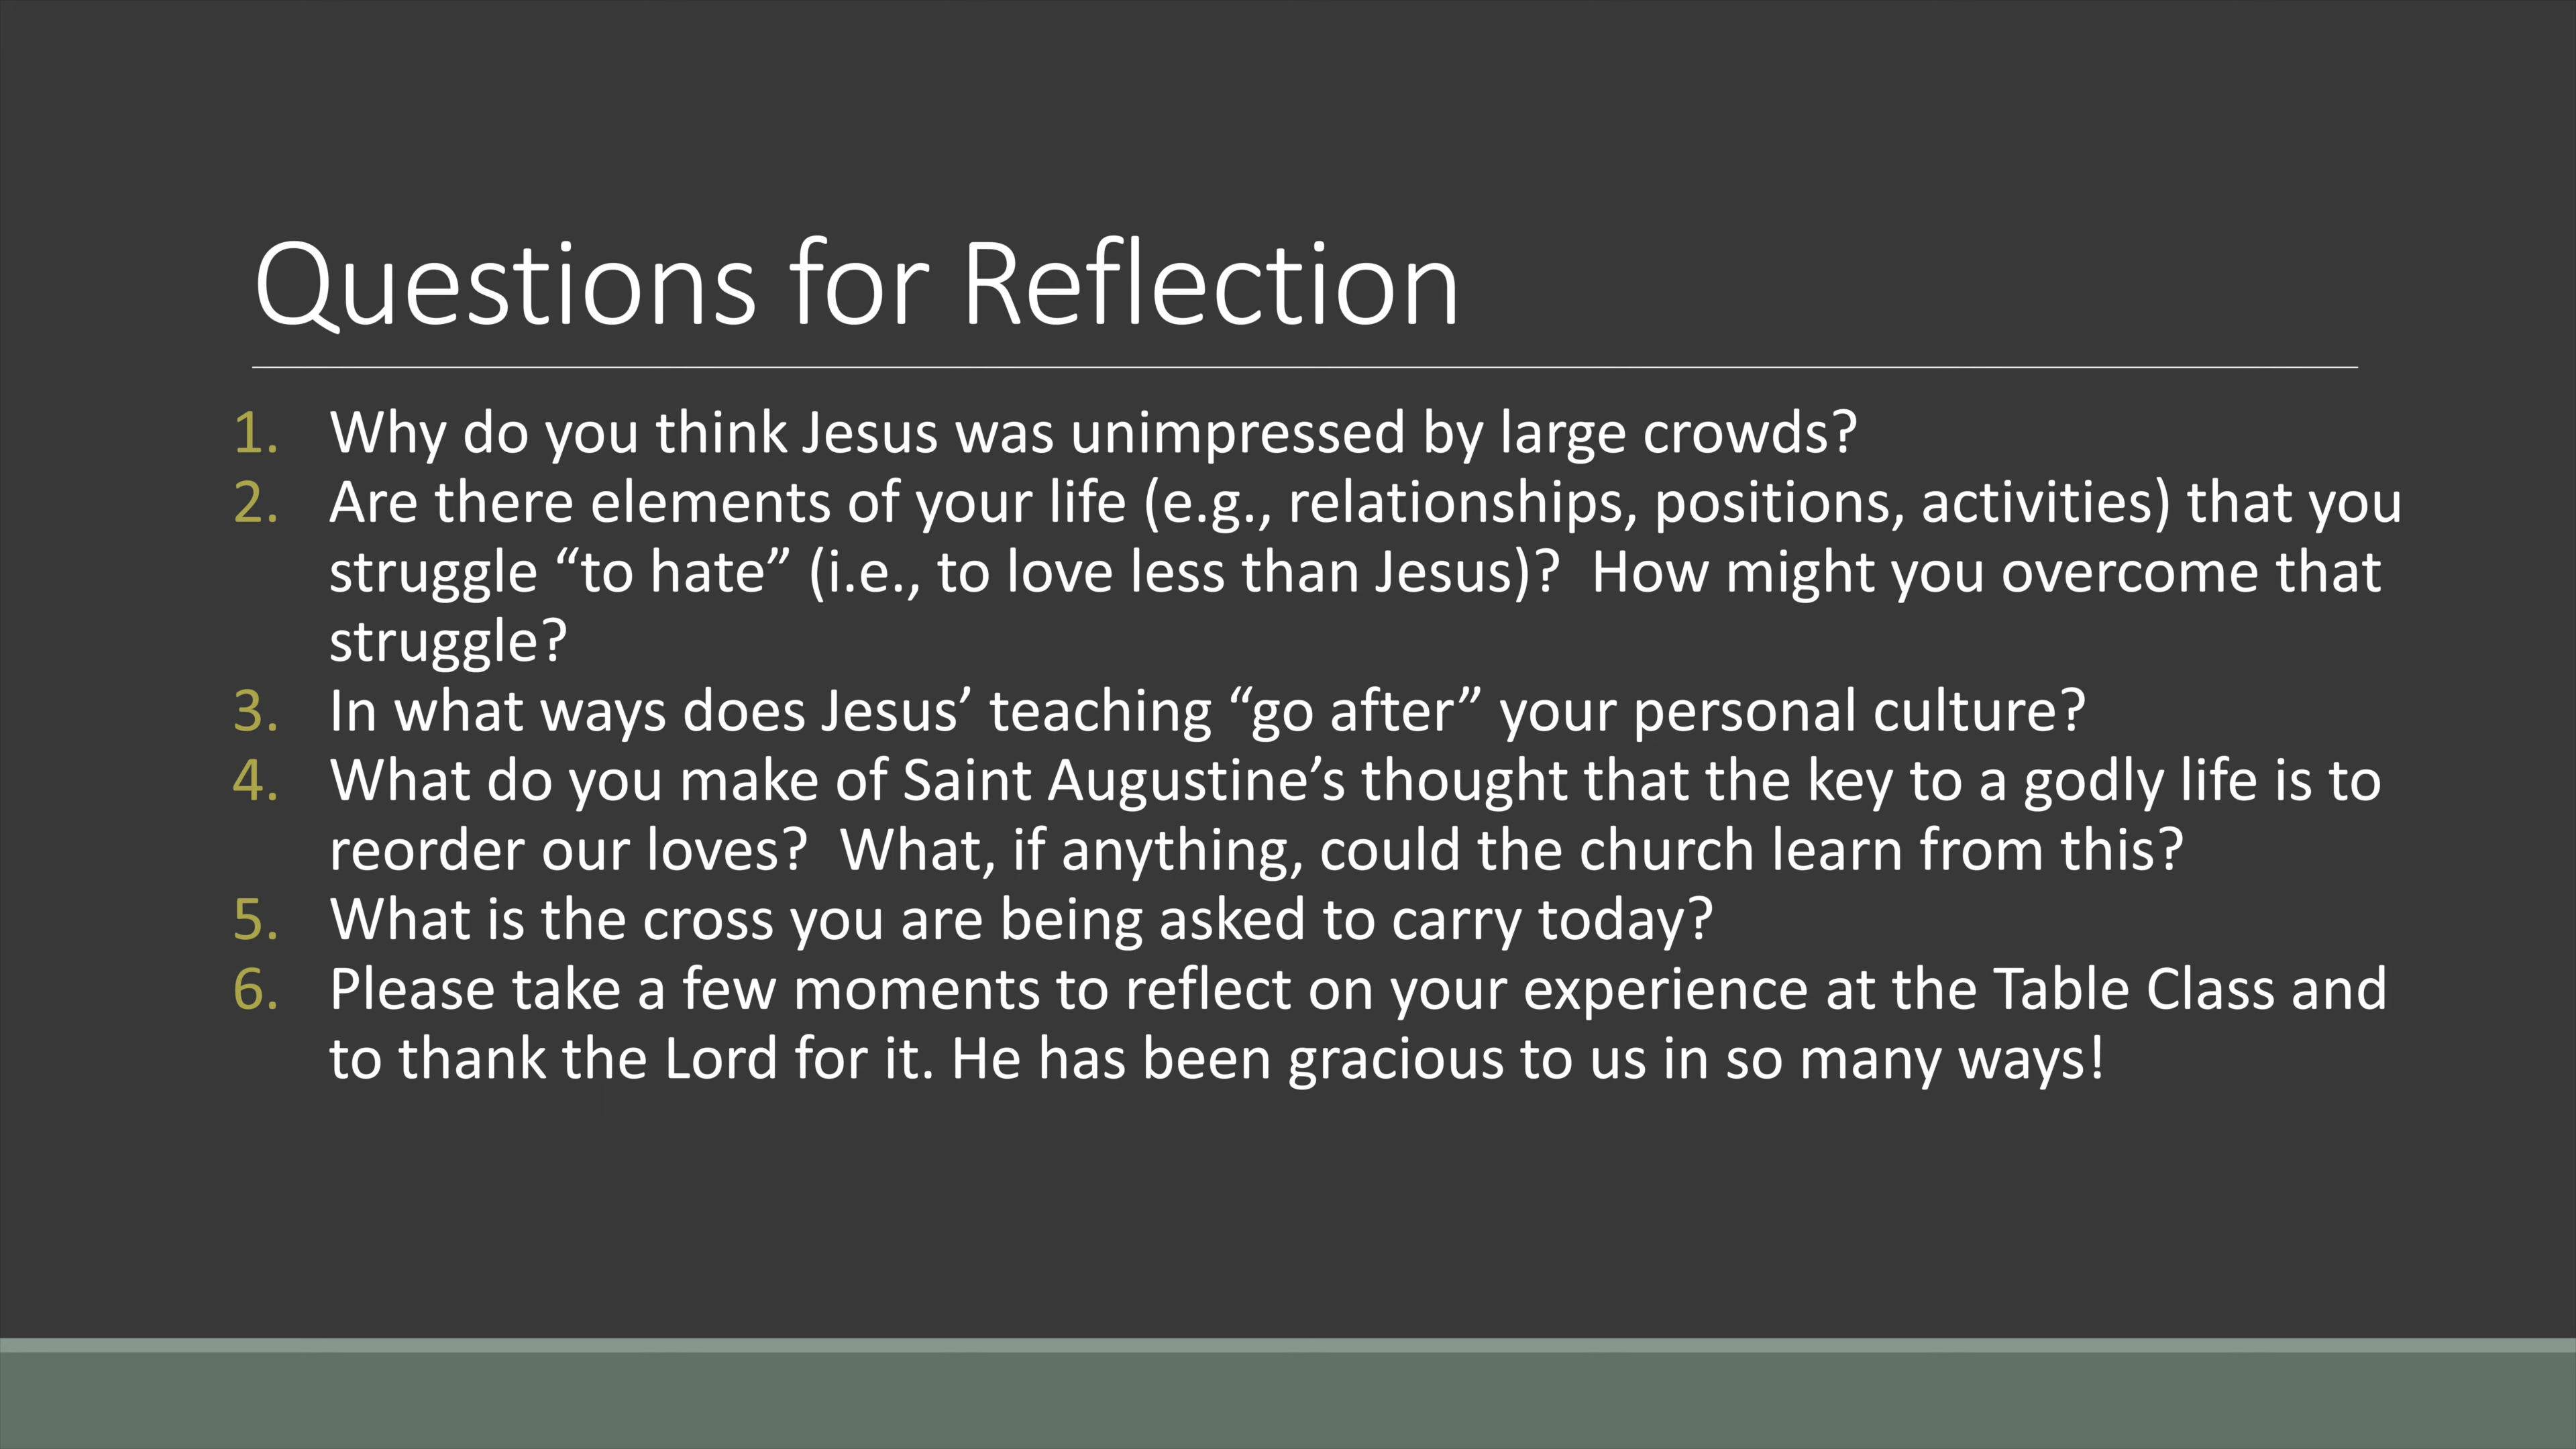 Questions for Reflection
1. Why do you think Jesus was unimpressed by large crowds?
2. Are there elements of your life (e.g., relationships, positions, activities) that you
struggle “to hate” (i.e., to love less than Jesus)?  How might you overcome that
struggle?
3. In what ways does Jesus’ teaching “go after” your personal culture?
4. What do you make of Saint Augustine’s thought that the key to a godly life is to
reorder our loves?  What, if anything, could the church learn from this?
5. What is the cross you are being asked to carry today?
6. Please take a few moments to reflect on your experience at the Table Class and
to thank the Lord for it. He has been gracious to us in so many ways!